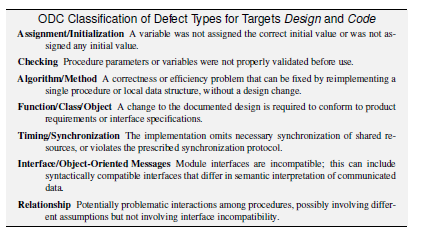 ODC Classification of Defect Types for Targets Design and Code
Assignment/Initialization A variable was not assigned the correct initial value or was not as-
signed any initial value.
Checking Procedure parameters or variables were not properly validated before use.
Algorithm/Method A correctness or efficiency problem that can be fixed by reimplementing a
single procedure or local data structure, without a design change.
Function/Class/Object A change to the documented design is required to conform to product
requirements or interface specifications.
Timing/Synchronization The implementation omits necessary synchronization of shared re-
sources, or violates the prescribed synchronization protocol.
Interface/Object-Oriented Messages Module interfaces are incompatible; this can include
syntactically compatible interfaces that differ in semantic interpretation of communicated
data.
Relationship Potentially problematic interactions among procedures, possibly involving differ-
ent assumptions but not involving interface incompatibility.